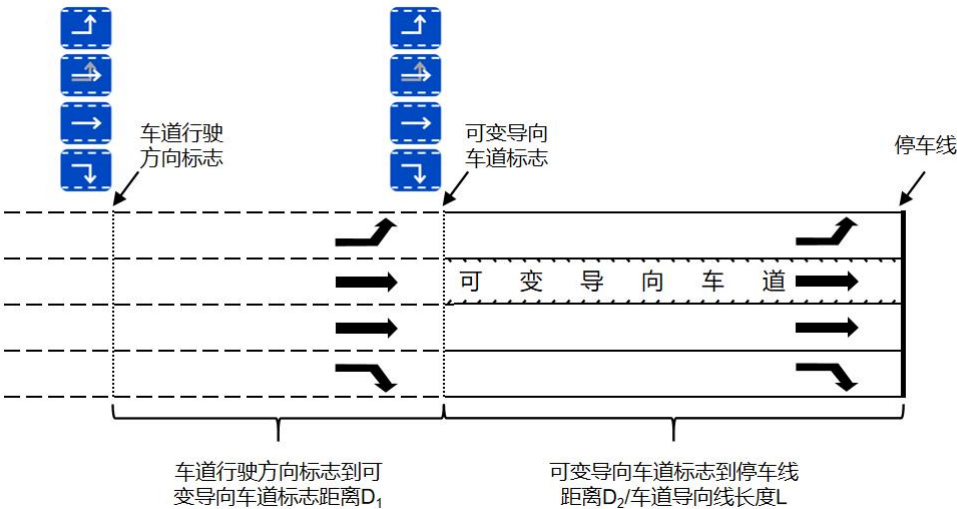 车道行驶
方向标志
可变导向
车道标志
停车线
可变导向车道
车道行驶方向标志到可
变导向车道标志距离D₁
可变导向车道标志到停车线
距离D₂/车道导向线长度L